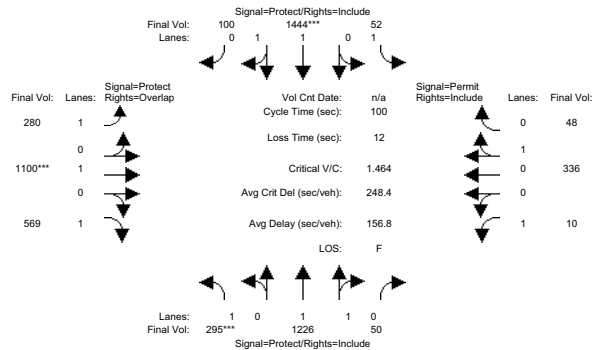 Signal=Protect/Rights=Include
Final Vol: 100 1444*** 52
Lanes: 0 1 1 0 1
Signal=Protect
Final Vol: Lanes: Rights=Overlap
Vol Cnt Date: n/a
Signal=Permit
Rights=Include Lanes: Final Vol:
Cycle Time (sec): 100
280 1
0 48
Loss Time (sec): 12
0
1
1100*** 1
Critical V/C: 1.464
0 336
0
Avg Crit Del (sec/veh): 248.4
0
569 1
Avg Delay (sec/veh): 156.8
1 10
LOS: F
Lanes: 1 0 1 1 0
Final Vol: 295*** 1226 50
Signal=Protect/Rights=Include